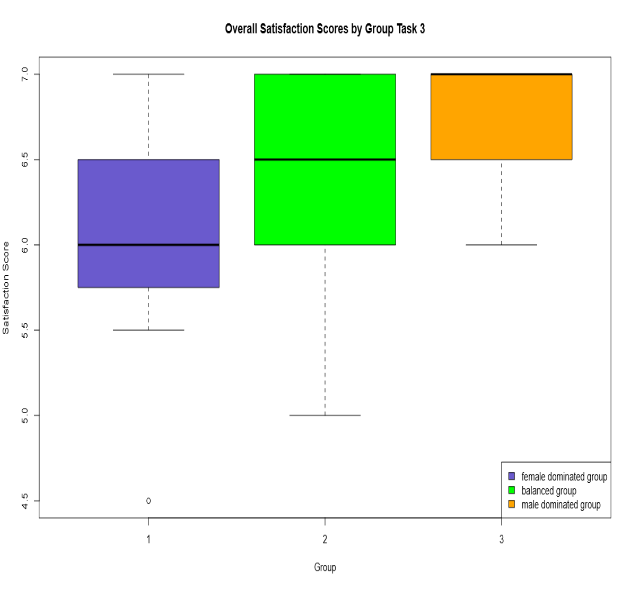 Overall Satisfaction Scores by Group Task 3
Satisfaction Score
7.0
6.5
6.0
5.5
5.0
4.5
1
2
3
Group
female dominated group
balanced group
male dominated group